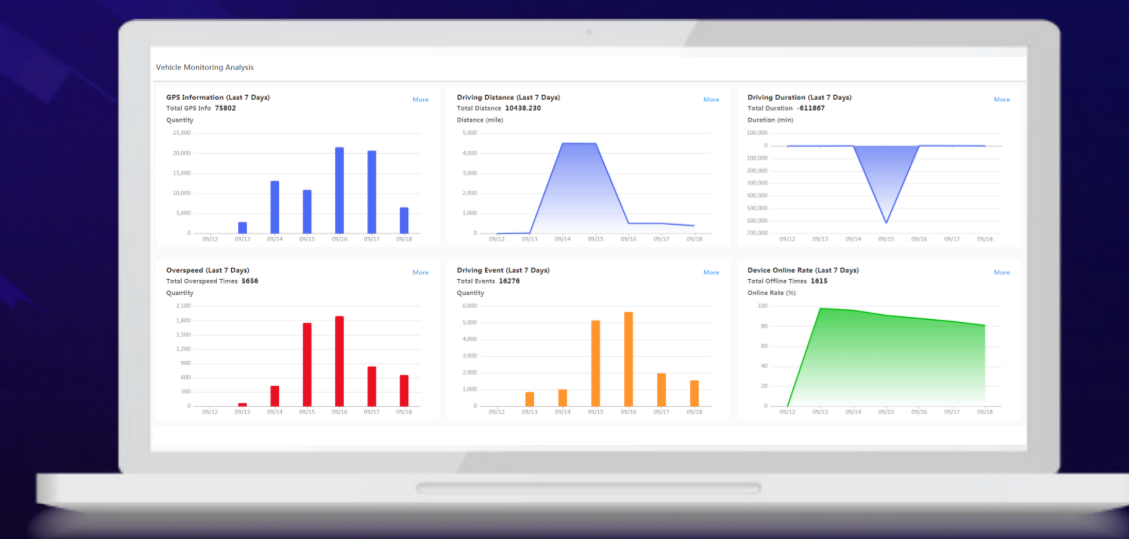 Vehicle Monitoring Analysis
GPS Information (Last 7 Days)
More
Total GPS Info 75802
Quantity
25,000
20,000
15,000
10,000
5,000
0
09/12 09/13 09/14 09/15 09/16 09/17 09/18
Driving Distance (Last 7 Days)
More
Total Distance 10438.230
Distance (mile)
5,000
4,000
3,000
2,000
1,000
0
09/12 09/13 09/14 09/15 09/16 09/17 09/18
Driving Duration (Last 7 Days)
More
Total Duration -611867
Duration (min)
100,000
0
100,000
200,000
300,000
400,000
500,000
600,000
700,000
09/12 09/13 09/14 09/15 09/16 09/17 09/18
Overspeed (Last 7 Days)
More
Total Overspeed Times 5656
Quantity
2,100
1,800
1,500
1,200
900
600
300
0
09/12 09/13 09/14 09/15 09/16 09/17 09/18
Driving Event (Last 7 Days)
More
Total Events 16276
Quantity
6,000
5,000
4,000
3,000
2,000
1,000
0
09/12 09/13 09/14 09/15 09/16 09/17 09/18
Device Online Rate (Last 7 Days)
More
Total Offline Times 1615
Online Rate (%)
100
80
60
40
20
0
09/12 09/13 09/14 09/15 09/16 09/17 09/18